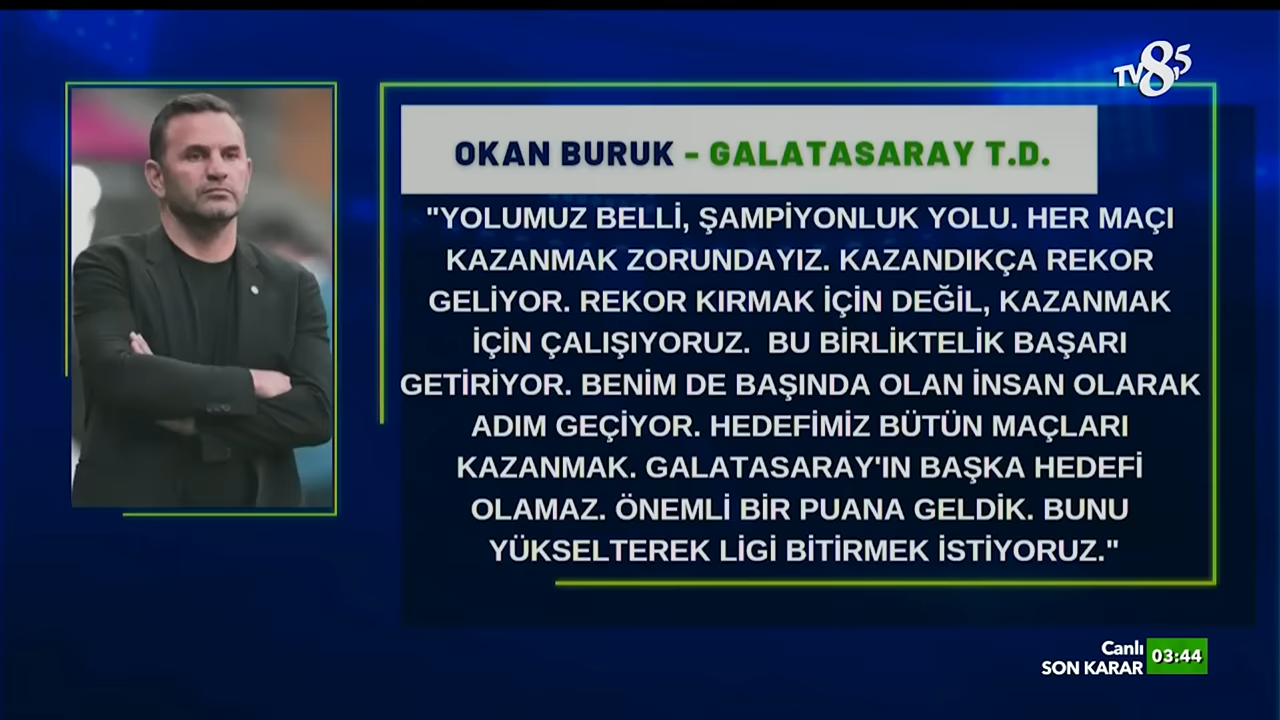 TV8,5
OKAN BURUK - GALATASARAY T.D.
"YOLUMUZ BELLİ, ŞAMPİYONLUK YOLU. HER MAÇI
KAZANMAK ZORUNDAYIZ. KAZANDIKÇA REKOR
GELİYOR. REKOR KIRMAK İÇİN DEĞİL, KAZANMAK
İÇİN ÇALIŞIYORUZ. BU BİRLİKTELİK BAŞARI
GETİRİYOR. BENİM DE BAŞINDA OLAN İNSAN OLARAK
ADIM GEÇİYOR. HEDEFİMİZ BÜTÜN MAÇLARI
KAZANMAK. GALATASARAY'IN BAŞKA HEDEFİ
OLAMAZ. ÖNEMLİ BİR PUANA GELDİK. BUNU
YÜKSELTEREK LİGİ BİTİRMEK İSTİYORUZ."
Canlı
SON KARAR 03:44